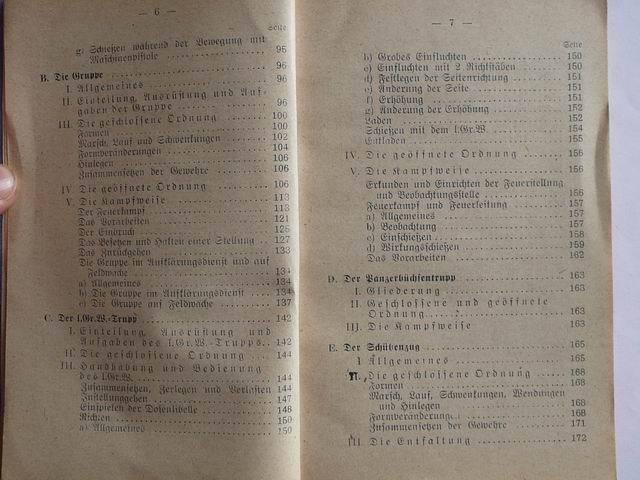 — 6 —
Seite
g) Schießen während der Bewegung mit
Maschinenpistole 95
B. Die Gruppe 96
I. Allgemeines 96
II. Einteilung, Ausrüstung und Auf-
gaben der Gruppe 96
III. Die geschlossene Ordnung 100
Formen 100
Marsch, Lauf und Schwenkungen 102
Formveränderungen 104
Hinlegen 106
Zusammensetzen der Gewehre 106
IV. Die geöffnete Ordnung 106
V. Die Kampfweise 113
Der Feuerkampf 113
Das Vorarbeiten 121
Der Einbruch 125
Das Besetzen und Halten einer Stellung 127
Das Zurückgehen 133
Die Gruppe im Aufklärungsdienst und auf
Feldwache 134
a) Allgemeines 134
b) Die Gruppe im Aufklärungsdienst 134
c) Die Gruppe auf Feldwache 137
C. Der l.Gr.W.-Trupp 142
I. Einteilung, Ausrüstung und
Aufgaben des l.Gr.W.-Trupps 142
II. Die geschlossene Ordnung 144
III. Handhabung und Bedienung
des l.Gr.W. 144
Zusammensetzen, Zerlegen und Verlasten 144
Instellunggehen 147
Einspielen der Dosenlibelle 148
Richten 150
a) Allgemeines 150
— 7 —
Seite
b) Grobes Einfluchten 150
c) Einfluchten mit 2 Richtstäben 150
d) Festlegen der Seitenrichtung 151
e) Änderung der Seite 151
f) Erhöhung 151
g) Änderung der Erhöhung 152
Laden 152
Schießen mit dem l.Gr.W. 154
Entladen 155
IV. Die geöffnete Ordnung 156
V. Die Kampfweise 156
Erkunden und Einrichten der Feuerstellung
und Beobachtungsstelle 156
Feuerkampf und Feuerleitung 157
a) Allgemeines 157
b) Beobachtung 157
c) Einschießen 158
d) Wirkungsschießen 159
Das Vorarbeiten 162
D. Der Panzerbüchsentrupp 163
I. Gliederung 163
II. Geschlossene und geöffnete
Ordnung 163
III. Die Kampfweise 163
E. Der Schützenzug 165
I Allgemeines 165
II. Die geschlossene Ordnung 168
Formen 168
Marsch, Lauf, Schwenkungen, Wendungen
und Hinlegen 168
Formveränderung 168
Zusammensetzen der Gewehre 171
III. Die Entfaltung 172